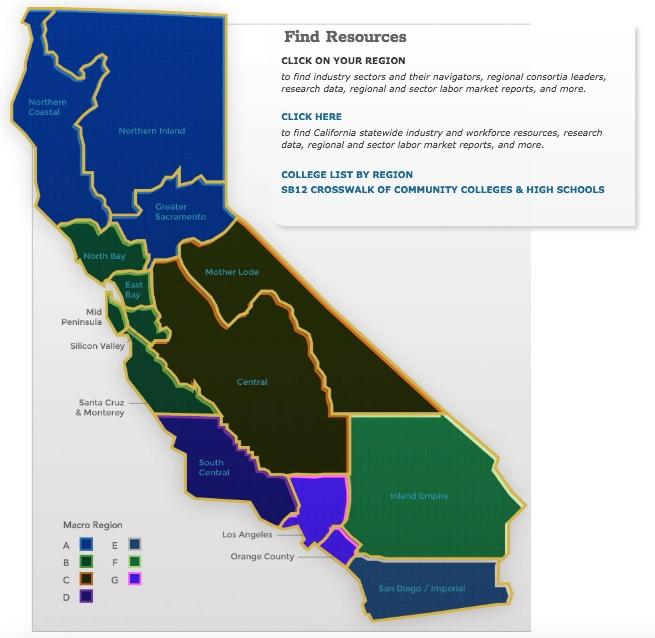 Find Resources
CLICK ON YOUR REGION
to find industry sectors and their navigators, regional consortia leaders,
research data, regional and sector labor market reports, and more.
CLICK HERE
to find California statewide industry and workforce resources, research
data, regional and sector labor market reports, and more.
COLLEGE LIST BY REGION
SB12 CROSSWALK OF COMMUNITY COLLEGES & HIGH SCHOOLS
Northern
Coastal
Northern Inland
Greater
Sacramento
North Bay
East
Bay
Mother Lode
Mid
Peninsula
Silicon Valley
Central
Santa Cruz
& Monterey
South
Central
Inland Empire
Los Angeles
Orange County
San Diego / Imperial
Macro Region
A E
B F
C G
D